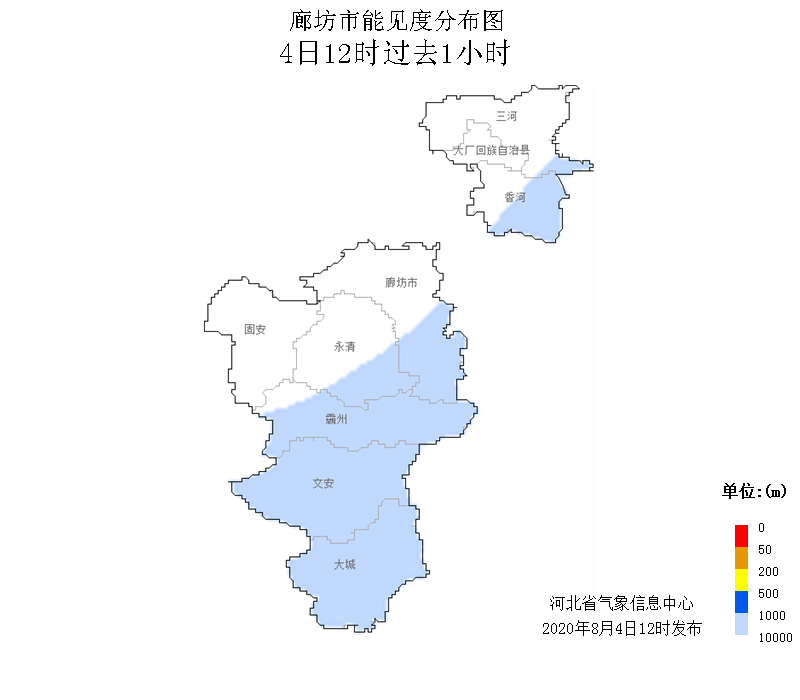 廊坊市能见度分布图
4日12时过去1小时
三河
大厂回族自治县
香河
廊坊市
固安
永清
霸州
文安
大城
单位:(m)
0
50
200
500
1000
10000
河北省气象信息中心
2020年8月4日12时发布